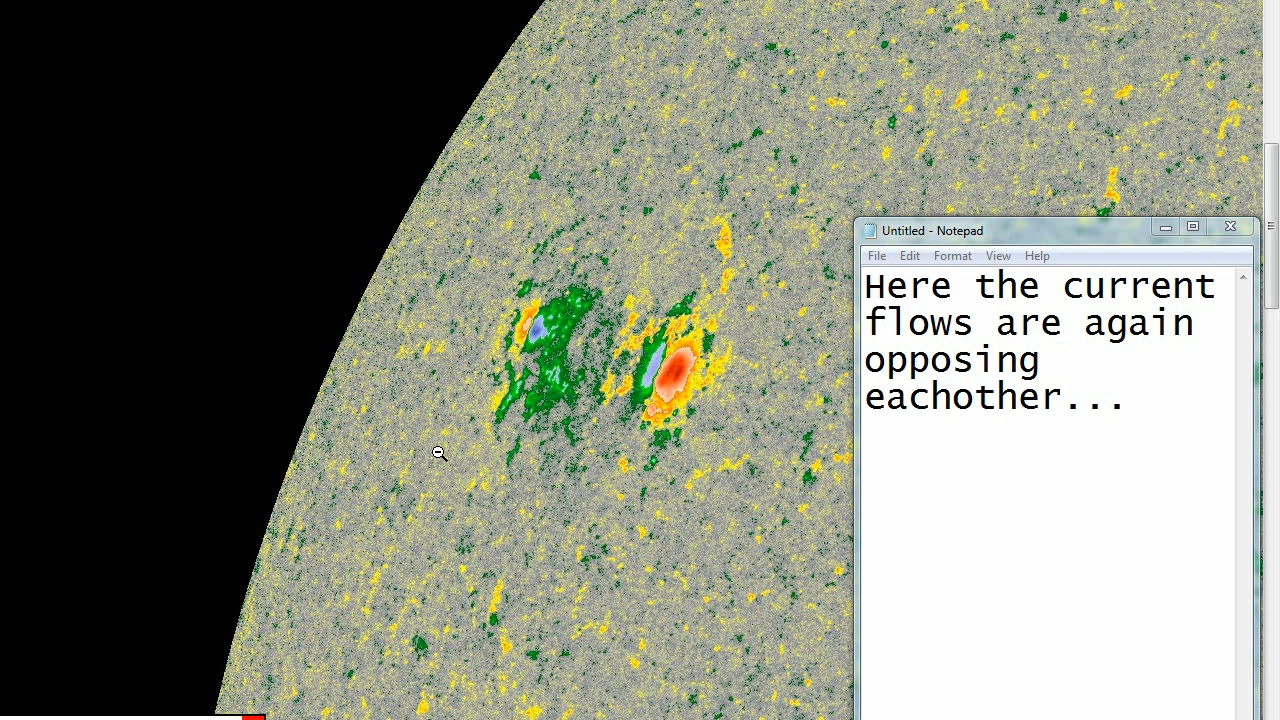 Untitled - Notepad
File Edit Format View Help
Here the current
flows are again
opposing
eachother...